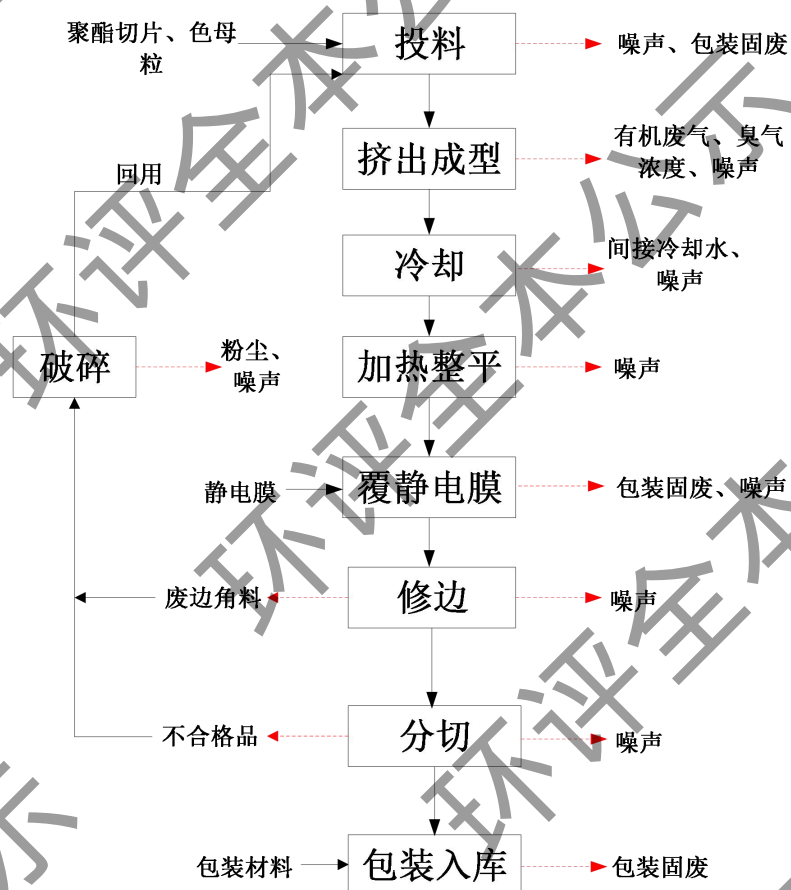 聚酯切片、色母
粒
投料
噪声、包装固废
回用
挤出成型
有机废气、臭气
浓度、噪声
冷却
间接冷却水、
噪声
破碎
粉尘、
噪声
加热整平
噪声
静电膜
覆静电膜
包装固废、噪声
废边角料
修边
噪声
不合格品
分切
噪声
包装材料
包装入库
包装固废
环评全本公示
环评全本公示
环评全本
示